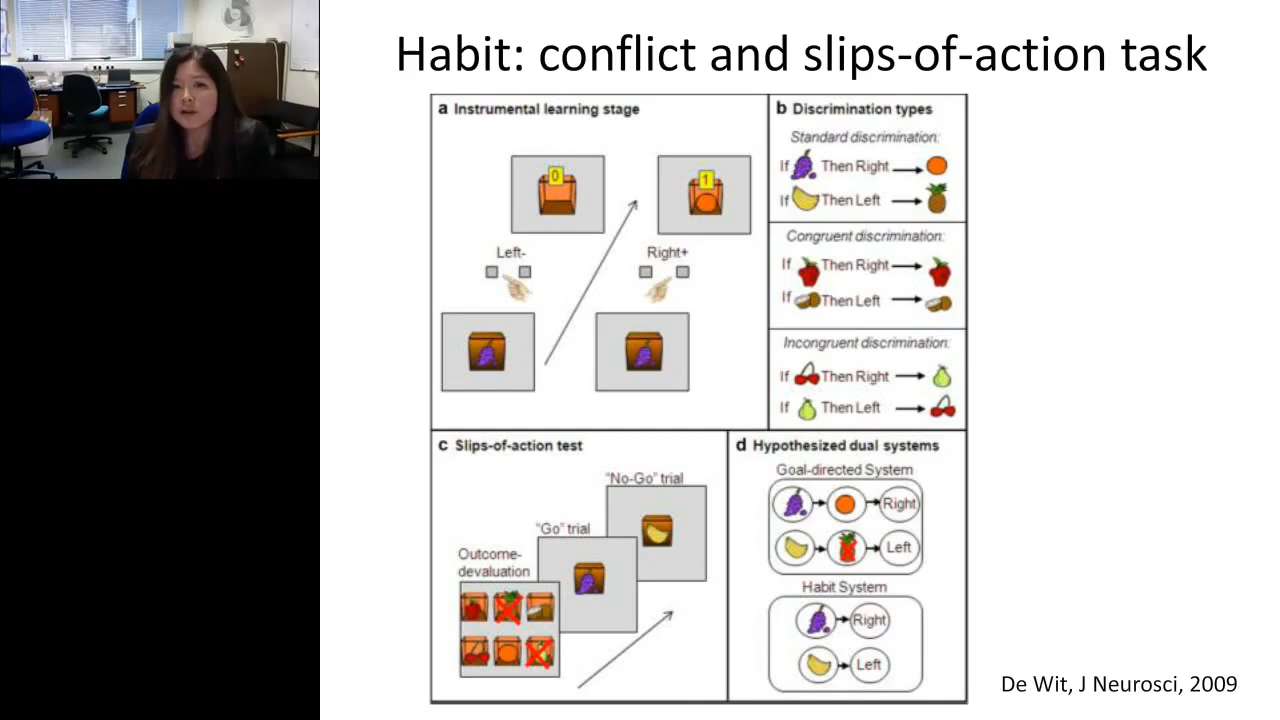 Habit: conflict and slips-of-action task
a Instrumental learning stage
0
1
Left-
Right+
b Discrimination types
Standard discrimination:
If Then Right
If Then Left
Congruent discrimination:
If Then Right
If Then Left
Incongruent discrimination:
If Then Right
If Then Left
c Slips-of-action test
"No-Go" trial
"Go" trial
Outcome-
devaluation
d Hypothesized dual systems
Goal-directed System
Right
Left
Habit System
Right
Left
De Wit, J Neurosci, 2009